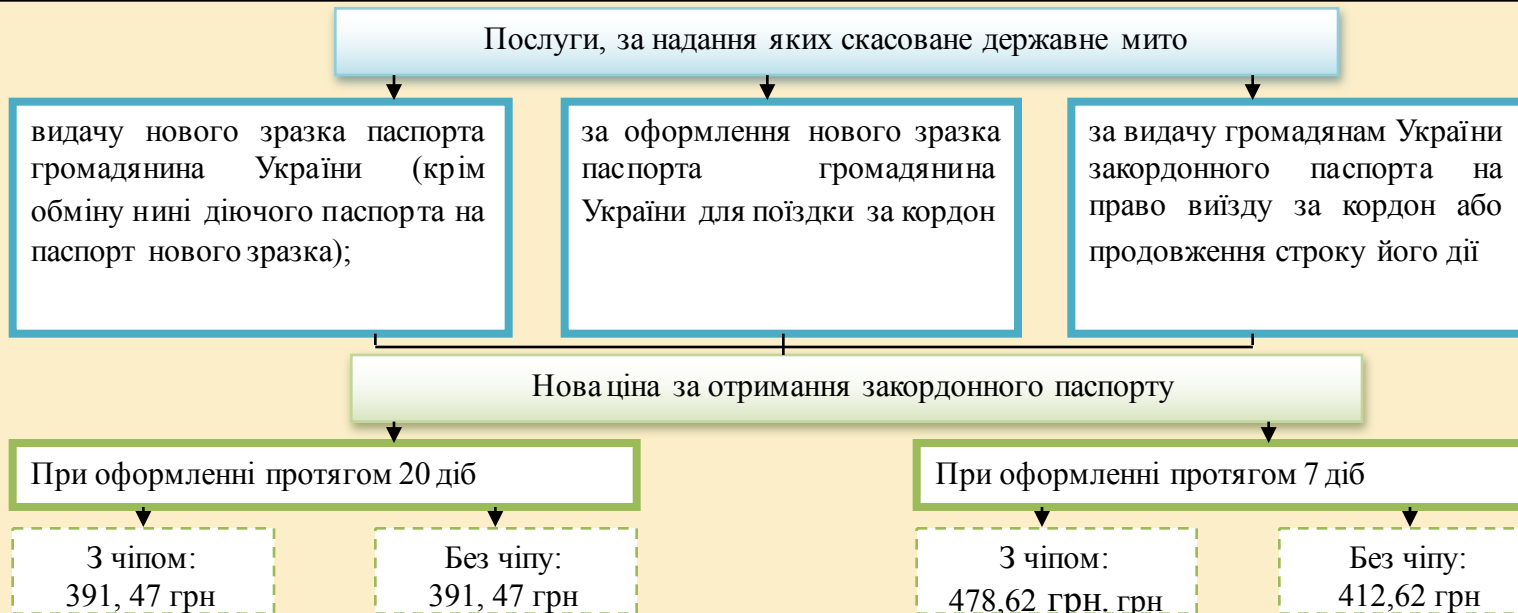 Послуги, за надання яких скасоване державне мито
видачу нового зразка паспорта
громадянина України (крім
обміну нині діючого паспорта на
паспорт нового зразка);
за оформлення нового зразка
паспорта громадянина
України для поїздки за кордон
за видачу громадянам України
закордонного паспорта на
право виїзду за кордон або
продовження строку його дії
Нова ціна за отримання закордонного паспорту
При оформленні протягом 20 діб
При оформленні протягом 7 діб
З чіпом:
391, 47 грн
Без чіпу:
391, 47 грн
З чіпом:
478,62 грн. грн
Без чіпу:
412,62 грн